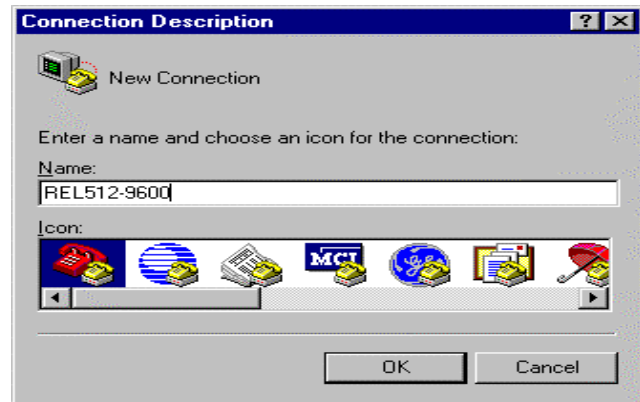 Connection Description
New Connection
Enter a name and choose an icon for the connection:
Name:
REL512-9600
Icon:
MCI
OK
Cancel